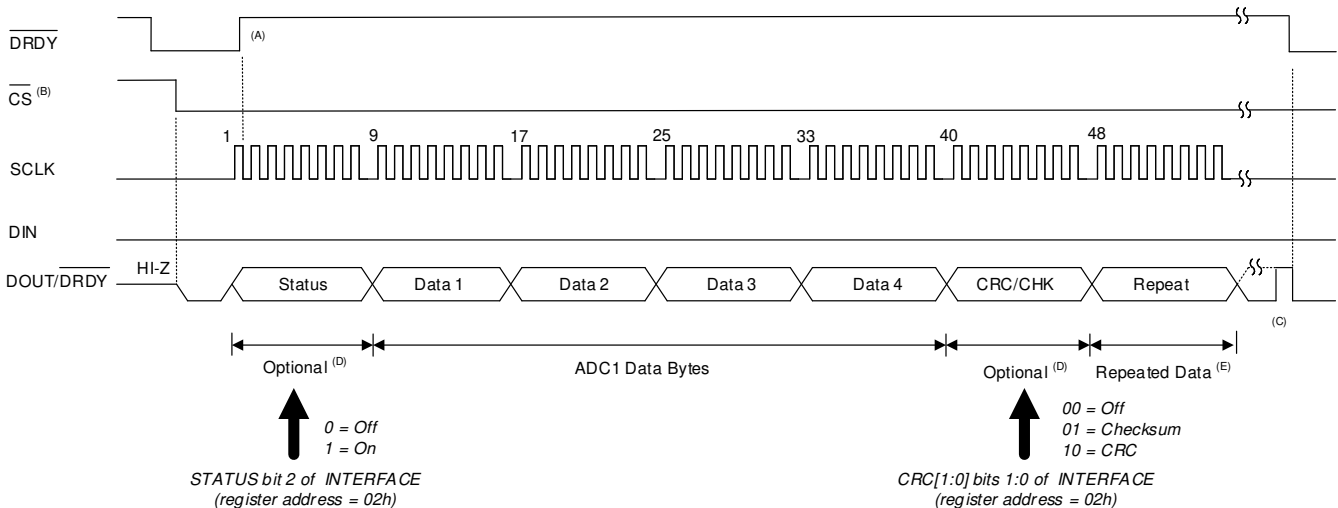 DRDY
(A)
CS (B)
1 9 17 25 33 40 48
SCLK
DIN
HI-Z
DOUT/DRDY
Status Data 1 Data 2 Data 3 Data 4 CRC/CHK Repeat
(C)
Optional (D) ADC1 Data Bytes Optional (D) Repeated Data (E)
0 = Off
1 = On
STATUS bit 2 of INTERFACE
(register address = 02h)
00 = Off
01 = Checksum
10 = CRC
CRC[1:0] bits 1:0 of INTERFACE
(register address = 02h)